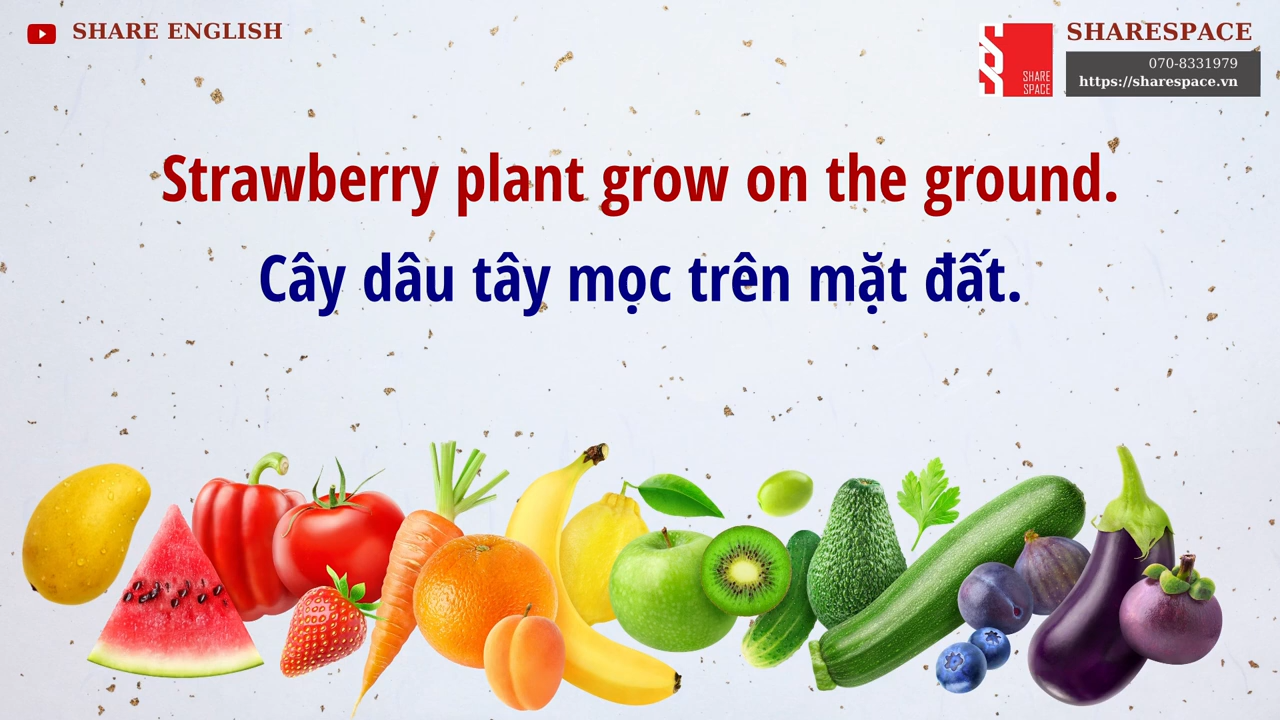 SHARE ENGLISH
SHARESPACE
070-8331979
https://sharespace.vn
SHARE
SPACE
Strawberry plant grow on the ground.
Cây dâu tây mọc trên mặt đất.